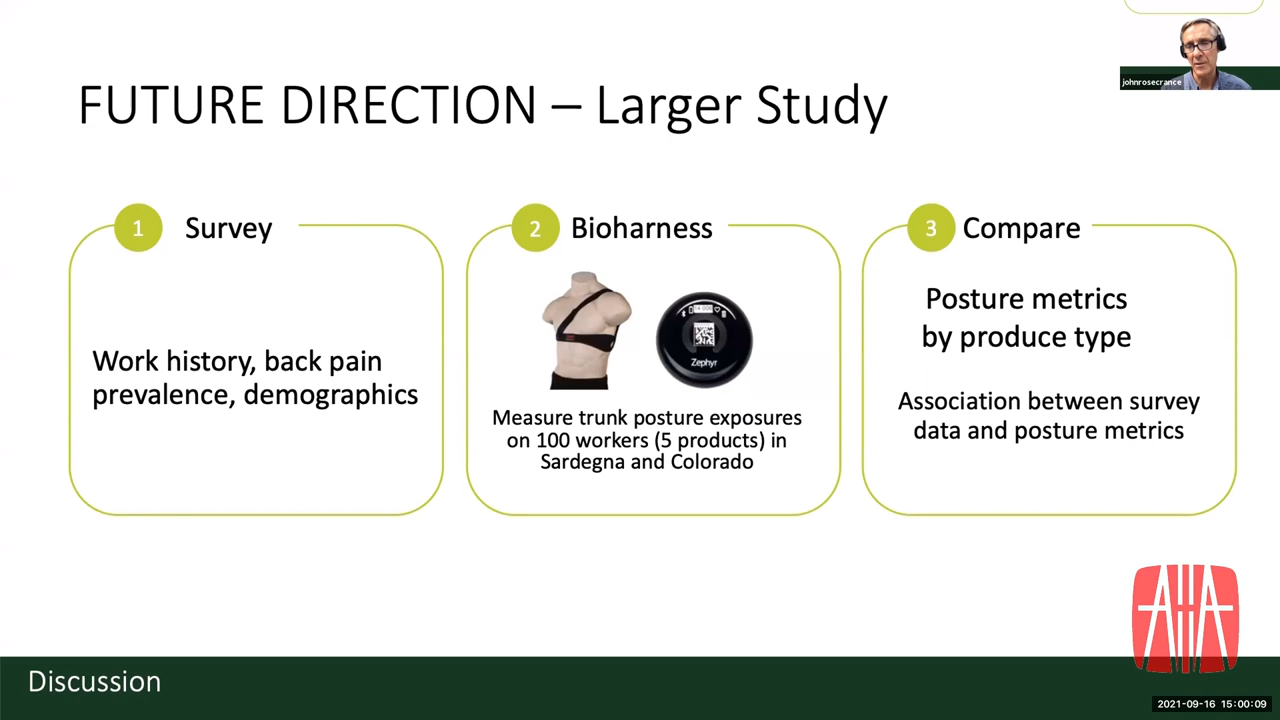 johnrosecrance
FUTURE DIRECTION – Larger Study
1
Survey
Work history, back pain
prevalence, demographics
2
Bioharness
Zephyr
Measure trunk posture exposures
on 100 workers (5 products) in
Sardegna and Colorado
3
Compare
Posture metrics
by produce type
Association between survey
data and posture metrics
AIIA
Discussion
2021-09-16 15:00:09